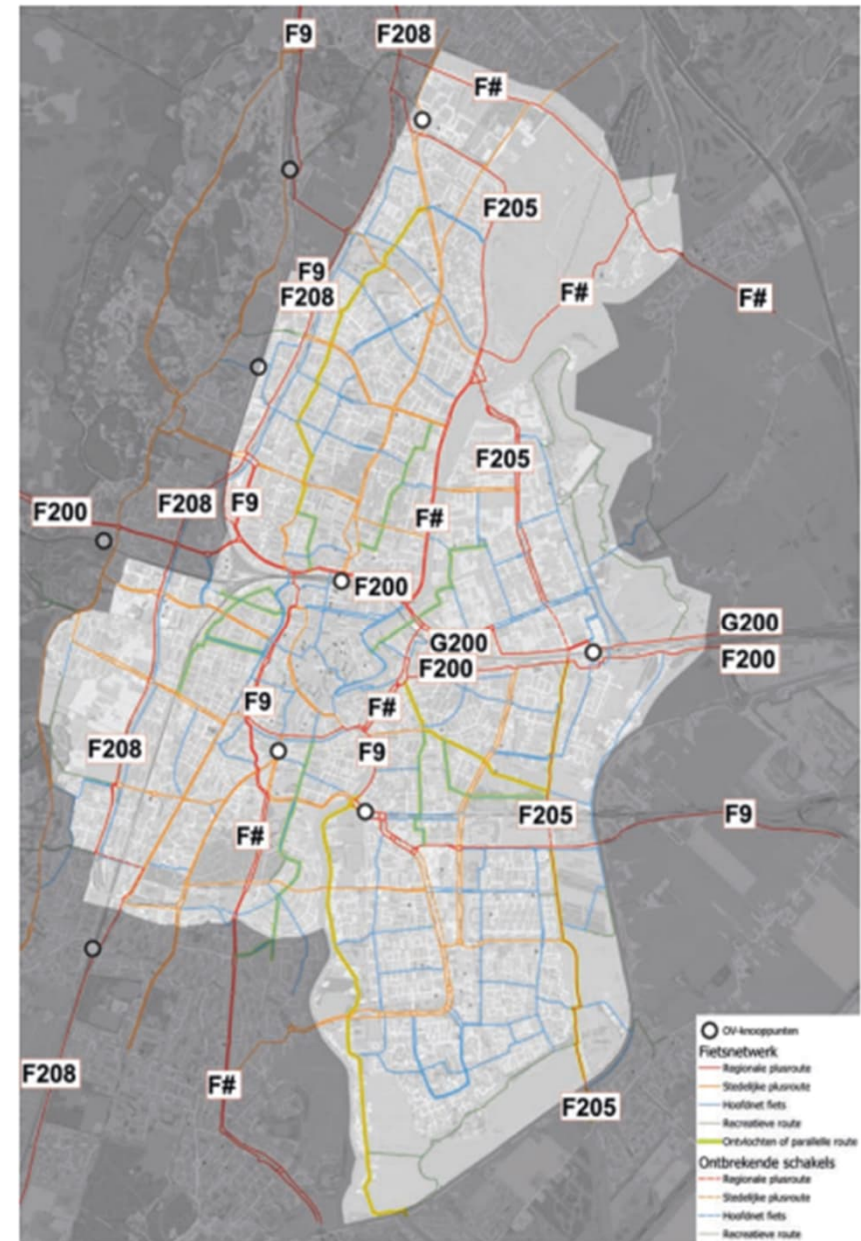 F9
F208
F#
F205
F9
F208
F#
F#
F205
F200
F208
F9
F#
F200
G200
G200
F200
F200
F9
F#
F208
F9
F205
F9
F#
F208
F#
F205
OV-knooppunten
Fietsnetwerk
Regionale plusroute
Stedelijke plusroute
Hoofdnet fiets
Recreatieve route
Ontvlochten of parallelle route
Ontbrekende schakels
Regionale plusroute
Stedelijke plusroute
Hoofdnet fiets
Recreatieve route